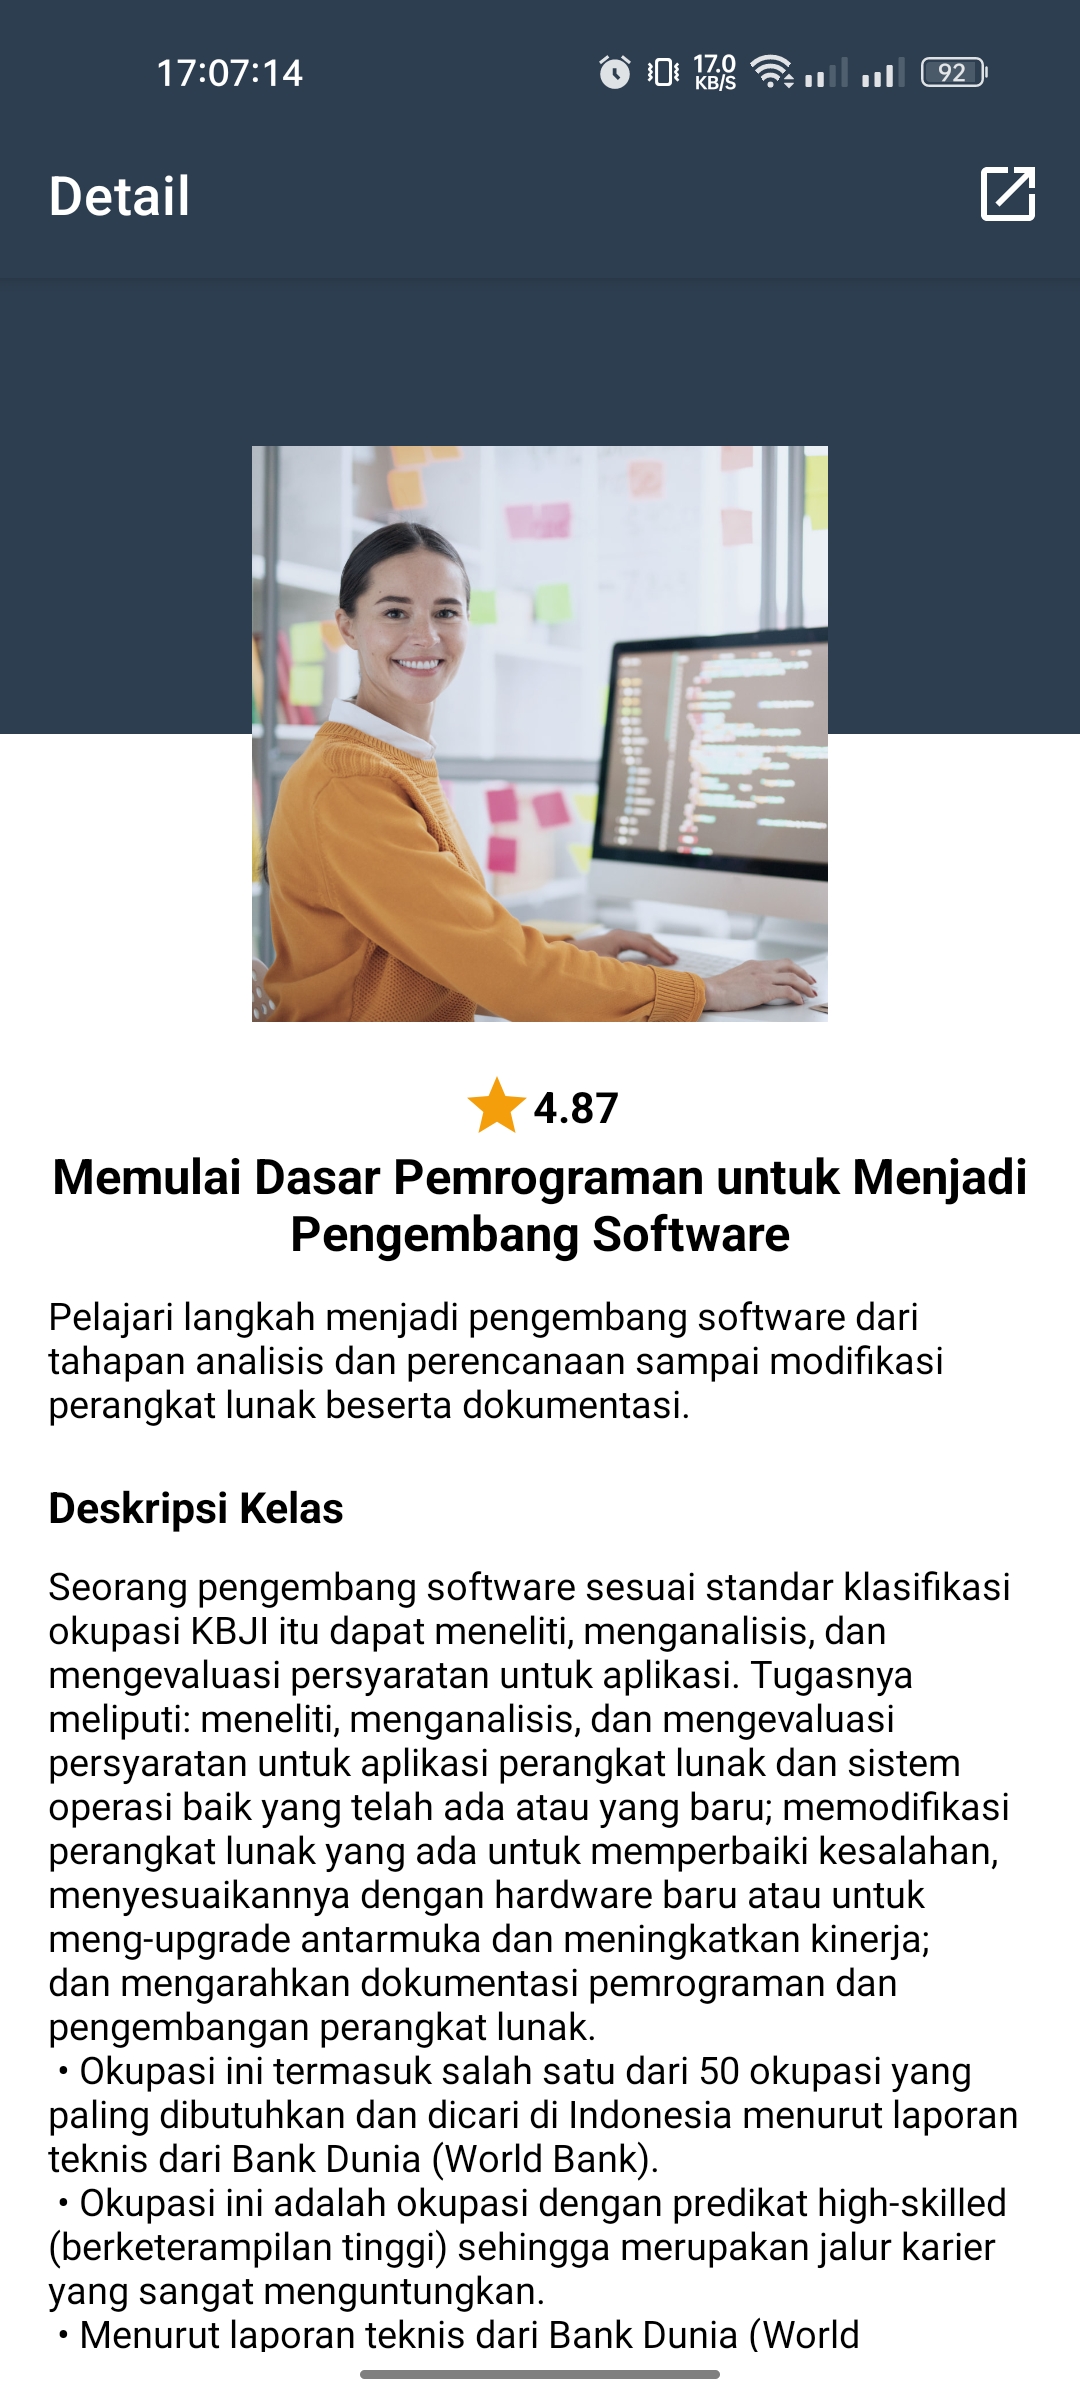 17:07:14
17.0
KB/S
92
Detail
4.87
Memulai Dasar Pemrograman untuk Menjadi
Pengembang Software
Pelajari langkah menjadi pengembang software dari
tahapan analisis dan perencanaan sampai modifikasi
perangkat lunak beserta dokumentasi.
Deskripsi Kelas
Seorang pengembang software sesuai standar klasifikasi
okupasi KBJI itu dapat meneliti, menganalisis, dan
mengevaluasi persyaratan untuk aplikasi. Tugasnya
meliputi: meneliti, menganalisis, dan mengevaluasi
persyaratan untuk aplikasi perangkat lunak dan sistem
operasi baik yang telah ada atau yang baru; memodifikasi
perangkat lunak yang ada untuk memperbaiki kesalahan,
menyesuaikannya dengan hardware baru atau untuk
meng-upgrade antarmuka dan meningkatkan kinerja;
dan mengarahkan dokumentasi pemrograman dan
pengembangan perangkat lunak.
• Okupasi ini termasuk salah satu dari 50 okupasi yang
paling dibutuhkan dan dicari di Indonesia menurut laporan
teknis dari Bank Dunia (World Bank).
• Okupasi ini adalah okupasi dengan predikat high-skilled
(berketerampilan tinggi) sehingga merupakan jalur karier
yang sangat menguntungkan.
• Menurut laporan teknis dari Bank Dunia (World